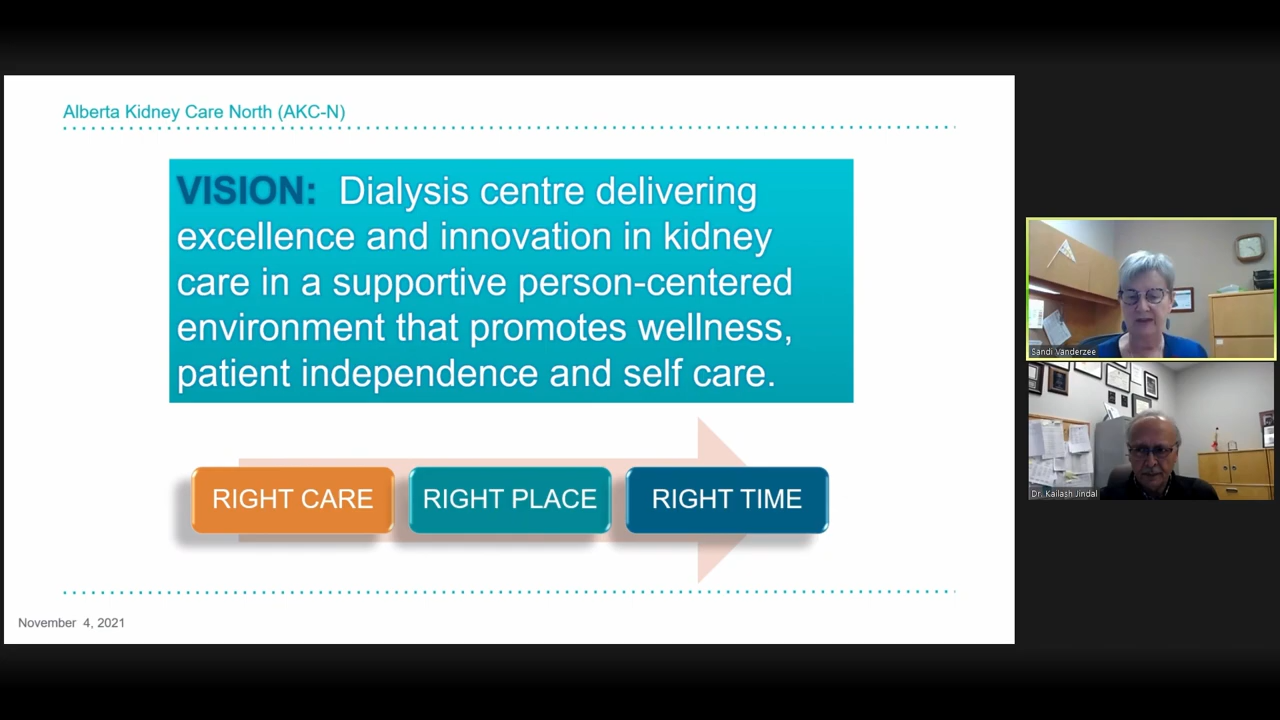 Alberta Kidney Care North (AKC-N)
VISION: Dialysis centre delivering
excellence and innovation in kidney
care in a supportive person-centered
environment that promotes wellness,
patient independence and self care.
RIGHT CARE
RIGHT PLACE
RIGHT TIME
November 4, 2021
Sandi Vanderzee
Dr. Kailash Jindal